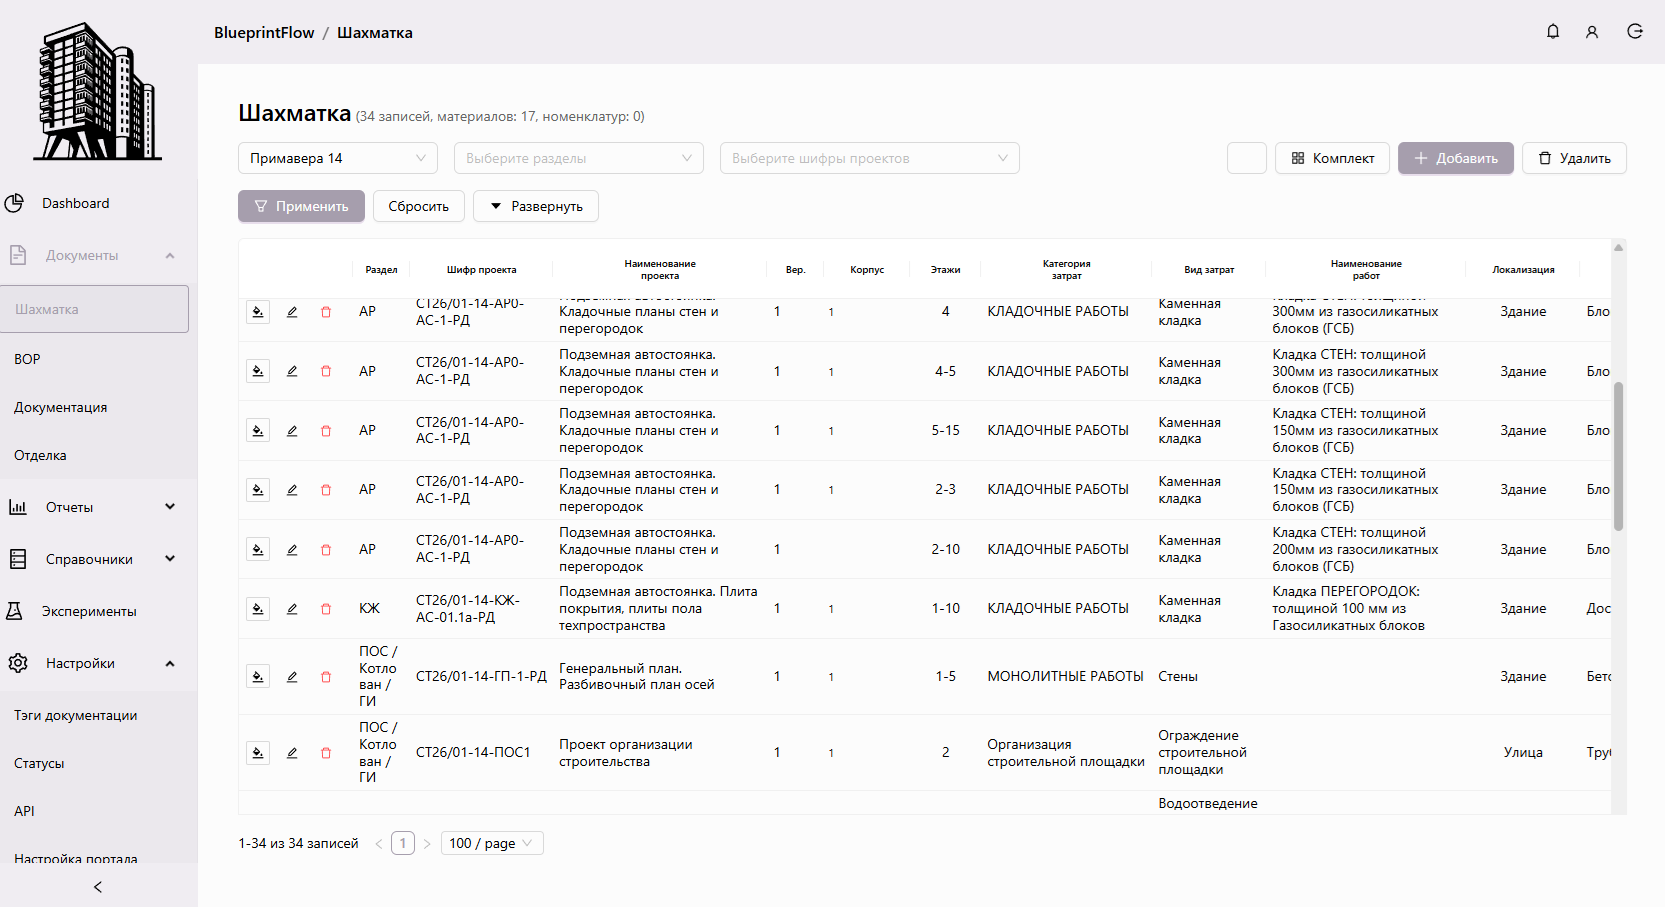 BlueprintFlow / Шахматка
Dashboard
Документы
Шахматка
ВОР
Документация
Отделка
Отчеты
Справочники
Эксперименты
Настройки
Тэги документации
Статусы
API
Настройка портала
Шахматка (34 записей, материалов: 17, номенклатур: 0)
Примавера 14
Выберите разделы
Выберите шифры проектов
Комплект
Добавить
Удалить
Применить
Сбросить
Развернуть
Раздел
Шифр проекта
Наименование
проекта
Вер.
Корпус
Этажи
Категория
затрат
Вид затрат
Наименование
работ
Локализация
АР
СТ26/01-14-АР0-
АС-1-РД
Подземная автостоянка.
Кладочные планы стен и
перегородок
1
1
4
КЛАДОЧНЫЕ РАБОТЫ
Каменная
кладка
Кладка СТЕН: толщиной
300мм из газосиликатных
блоков (ГСБ)
Здание
Бло
АР
СТ26/01-14-АР0-
АС-1-РД
Подземная автостоянка.
Кладочные планы стен и
перегородок
1
1
4-5
КЛАДОЧНЫЕ РАБОТЫ
Каменная
кладка
Кладка СТЕН: толщиной
300мм из газосиликатных
блоков (ГСБ)
Здание
Бло
АР
СТ26/01-14-АР0-
АС-1-РД
Подземная автостоянка.
Кладочные планы стен и
перегородок
1
1
5-15
КЛАДОЧНЫЕ РАБОТЫ
Каменная
кладка
Кладка СТЕН: толщиной
150мм из газосиликатных
блоков (ГСБ)
Здание
Бло
АР
СТ26/01-14-АР0-
АС-1-РД
Подземная автостоянка.
Кладочные планы стен и
перегородок
1
1
2-3
КЛАДОЧНЫЕ РАБОТЫ
Каменная
кладка
Кладка СТЕН: толщиной
150мм из газосиликатных
блоков (ГСБ)
Здание
Бло
АР
СТ26/01-14-АР0-
АС-1-РД
Подземная автостоянка.
Кладочные планы стен и
перегородок
1
2-10
КЛАДОЧНЫЕ РАБОТЫ
Каменная
кладка
Кладка СТЕН: толщиной
200мм из газосиликатных
блоков (ГСБ)
Здание
Бло
КЖ
СТ26/01-14-КЖ-
АС-01.1а-РД
Подземная автостоянка. Плита
покрытия, плиты пола
техпространства
1
1
1-10
КЛАДОЧНЫЕ РАБОТЫ
Каменная
кладка
Кладка ПЕРЕГОРОДОК:
толщиной 100 мм из
Газосиликатных блоков
Здание
Дос
ПОС /
Котло
ван /
ГИ
СТ26/01-14-ГП-1-РД
Генеральный план.
Разбивочный план осей
1
1
1-5
МОНОЛИТНЫЕ РАБОТЫ
Стены
Здание
Бето
ПОС /
Котло
ван /
ГИ
СТ26/01-14-ПОС1
Проект организации
строительства
1
1
2
Организация
строительной площадки
Ограждение
строительной
площадки
Улица
Труб
Водоотведение
1-34 из 34 записей
1
100 / page